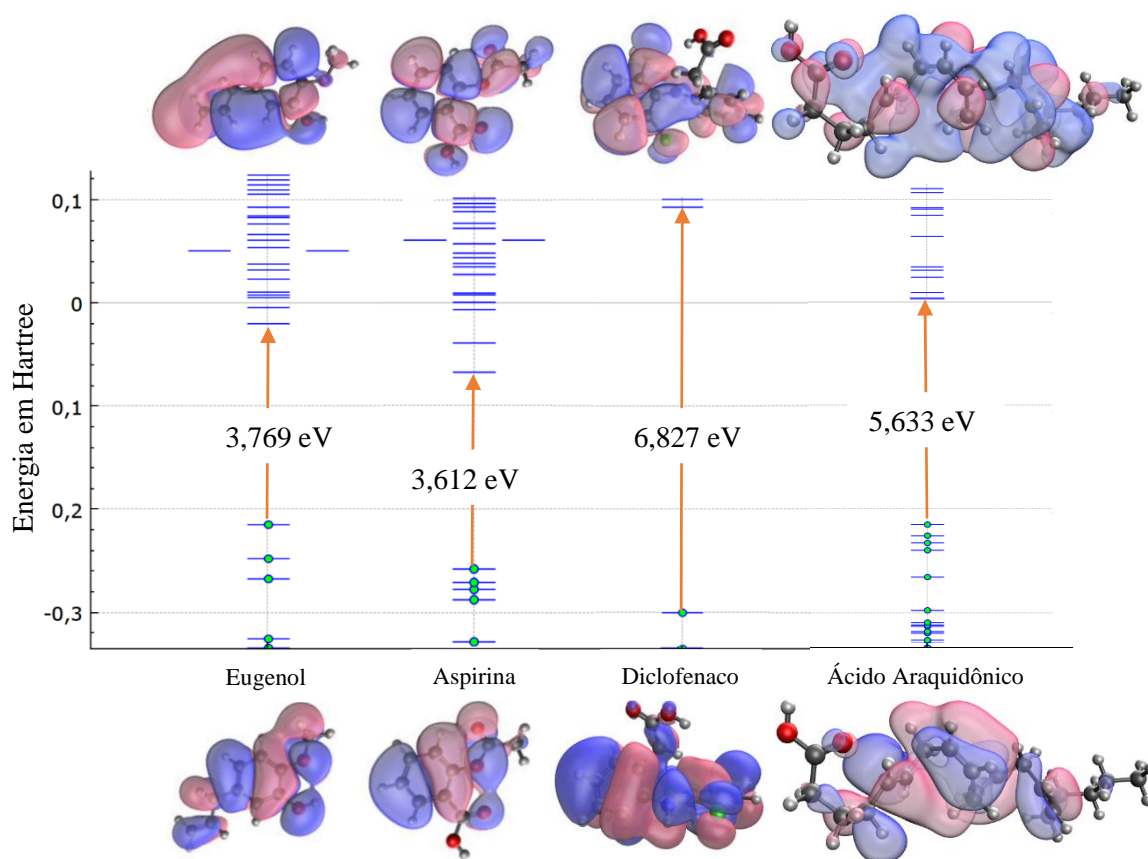 Energia em Hartree
0,1
0
0,1
0,2
-0,3
3,769 eV
3,612 eV
6,827 eV
5,633 eV
Eugenol
Aspirina
Diclofenaco
Ácido Araquidônico